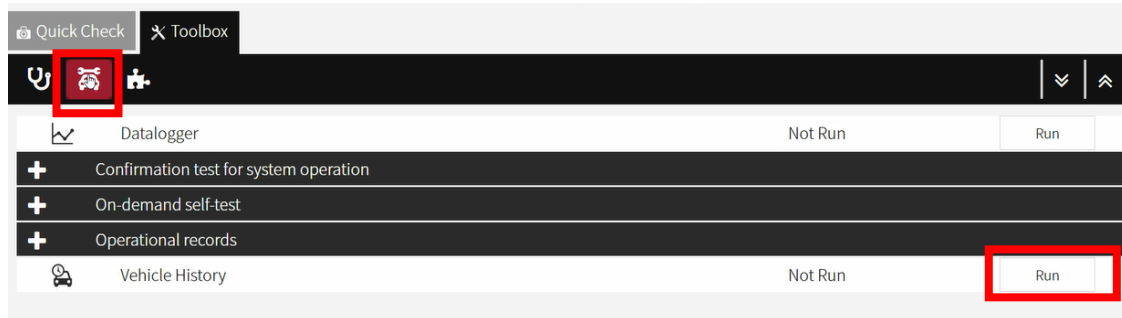 Quick Check Toolbox
Datalogger Not Run Run
Confirmation test for system operation
On-demand self-test
Operational records
Vehicle History Not Run Run